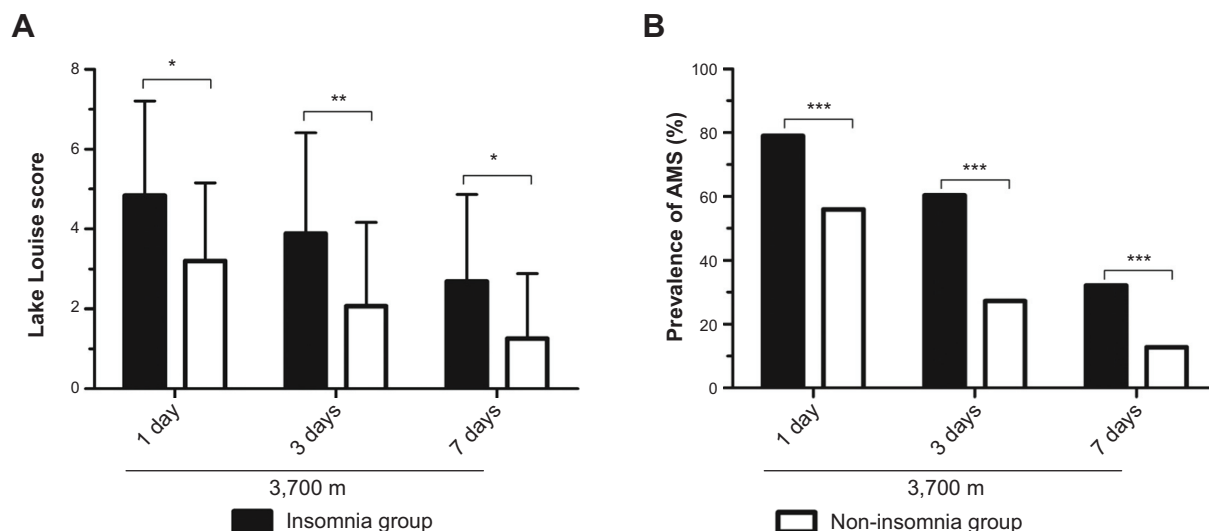 A
Lake Louise score
8
6
4
2
0
*
**
*
1 day
3 days
7 days
3,700 m
B
Prevalence of AMS (%)
100
80
60
40
20
0
***
***
***
1 day
3 days
7 days
3,700 m
Insomnia group
Non-insomnia group